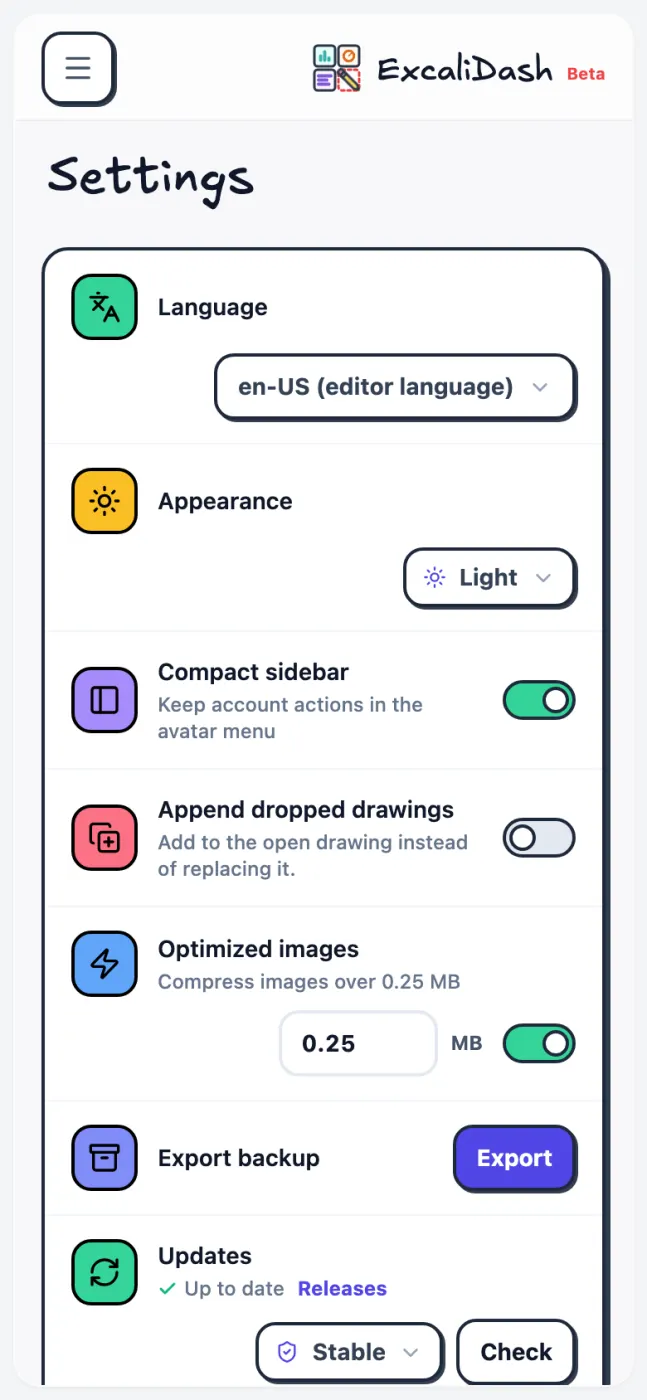 ExcaliDash Beta
Settings
Language
en-US (editor language)
Appearance
Light
Compact sidebar
Keep account actions in the
avatar menu
Append dropped drawings
Add to the open drawing instead
of replacing it.
Optimized images
Compress images over 0.25 MB
0.25 MB
Export backup
Export
Updates
Up to date Releases
Stable
Check